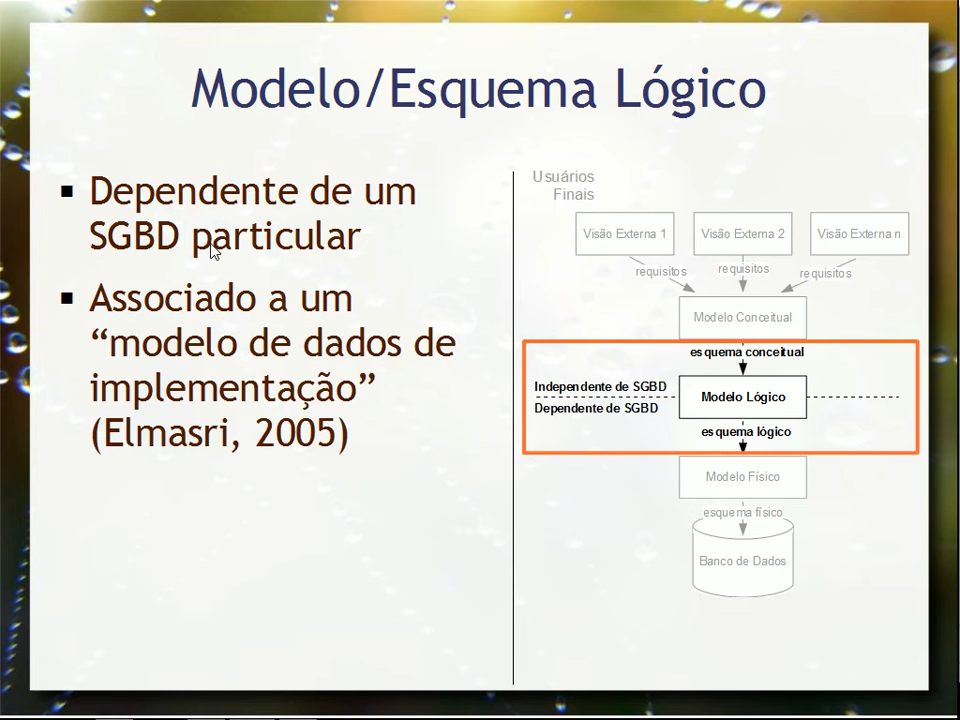 Modelo/Esquema Lógico
▪ Dependente de um
SGBD particular
▪ Associado a um
“modelo de dados de
implementação”
(Elmasri, 2005)
Usuários
Finais
Visão Externa 1
Visão Externa 2
Visão Externa n
requisitos
requisitos
requisitos
Modelo Conceitual
esquema conceitual
Independente de SGBD
Modelo Lógico
Dependente de SGBD
esquema lógico
Modelo Físico
esquema físico
Banco de Dados